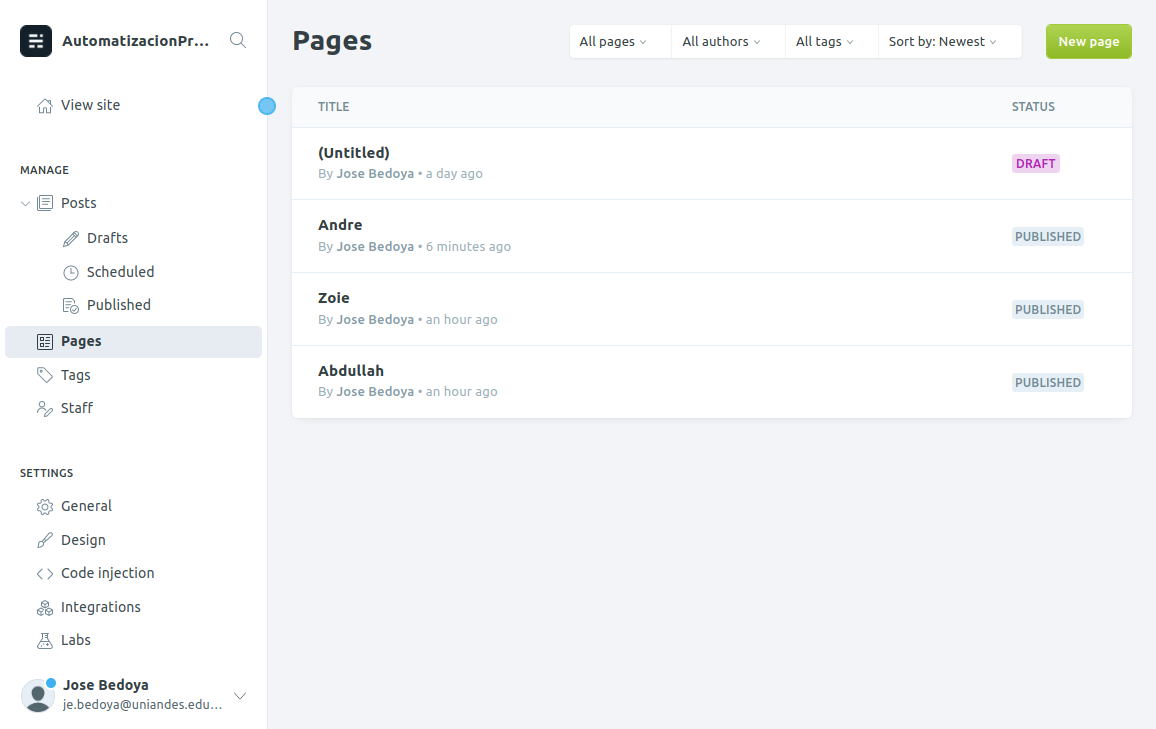 AutomatizacionPr...
View site
MANAGE
Posts
Drafts
Scheduled
Published
Pages
Tags
Staff
SETTINGS
General
Design
Code injection
Integrations
Labs
Jose Bedoya
je.bedoya@uniandes.edu...
Pages
All pages
All authors
All tags
Sort by: Newest
New page
TITLE STATUS
(Untitled)
By Jose Bedoya • a day ago
DRAFT
Andre
By Jose Bedoya • 6 minutes ago
PUBLISHED
Zoie
By Jose Bedoya • an hour ago
PUBLISHED
Abdullah
By Jose Bedoya • an hour ago
PUBLISHED